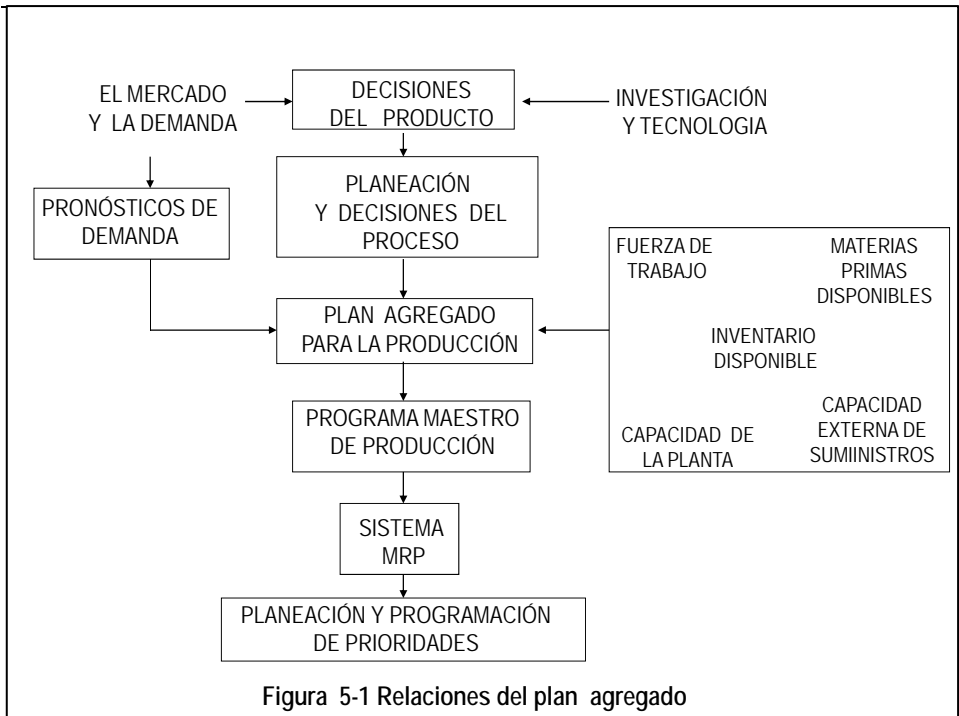 EL MERCADO
Y LA DEMANDA
DECISIONES
DEL PRODUCTO
INVESTIGACIÓN
Y TECNOLOGIA
PRONÓSTICOS DE
DEMANDA
PLANEACIÓN
Y DECISIONES DEL
PROCESO
PLAN AGREGADO
PARA LA PRODUCCIÓN
FUERZA DE
TRABAJO
MATERIAS
PRIMAS
DISPONIBLES
INVENTARIO
DISPONIBLE
CAPACIDAD DE
LA PLANTA
CAPACIDAD
EXTERNA DE
SUMIINISTROS
PROGRAMA MAESTRO
DE PRODUCCIÓN
SISTEMA
MRP
PLANEACIÓN Y PROGRAMACIÓN
DE PRIORIDADES
Figura 5-1 Relaciones del plan agregado